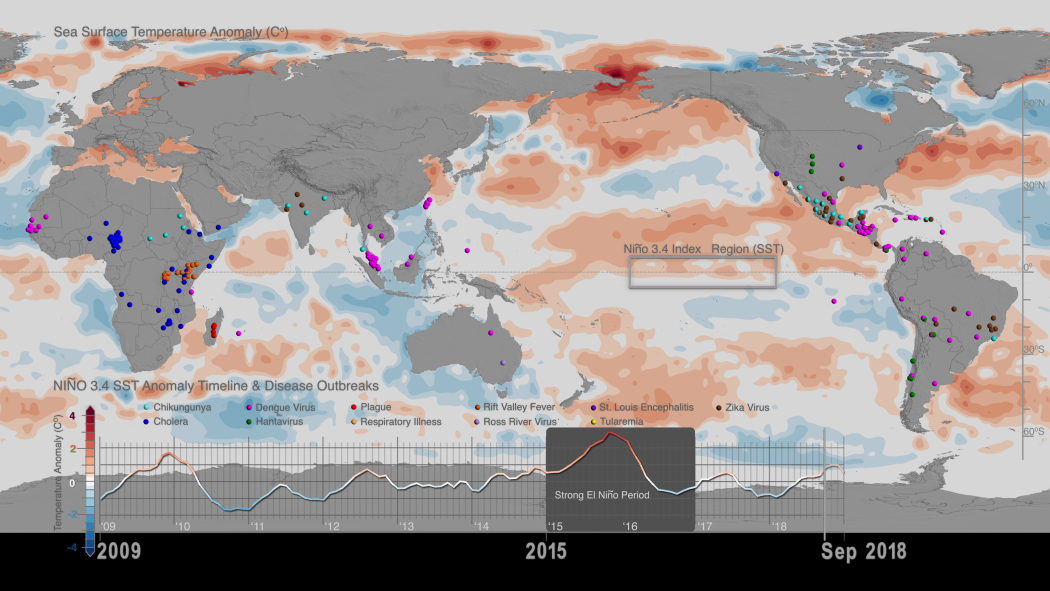 Sea Surface Temperature Anomaly (C°)
60°N
30°N
Niño 3.4 Index Region (SST)
0°
30°S
NIÑO 3.4 SST Anomaly Timeline & Disease Outbreaks
Chikungunya Dengue Virus Plague Rift Valley Fever St. Louis Encephalitis Zika Virus
Cholera Hantavirus Respiratory Illness Ross River Virus Tularemia
60°S
Temperature Anomaly (C°)
4
2
0
-2
-4
Strong El Niño Period
'09 '10 '11 '12 '13 '14 '15 '16 '17 '18
2009 2015 Sep 2018